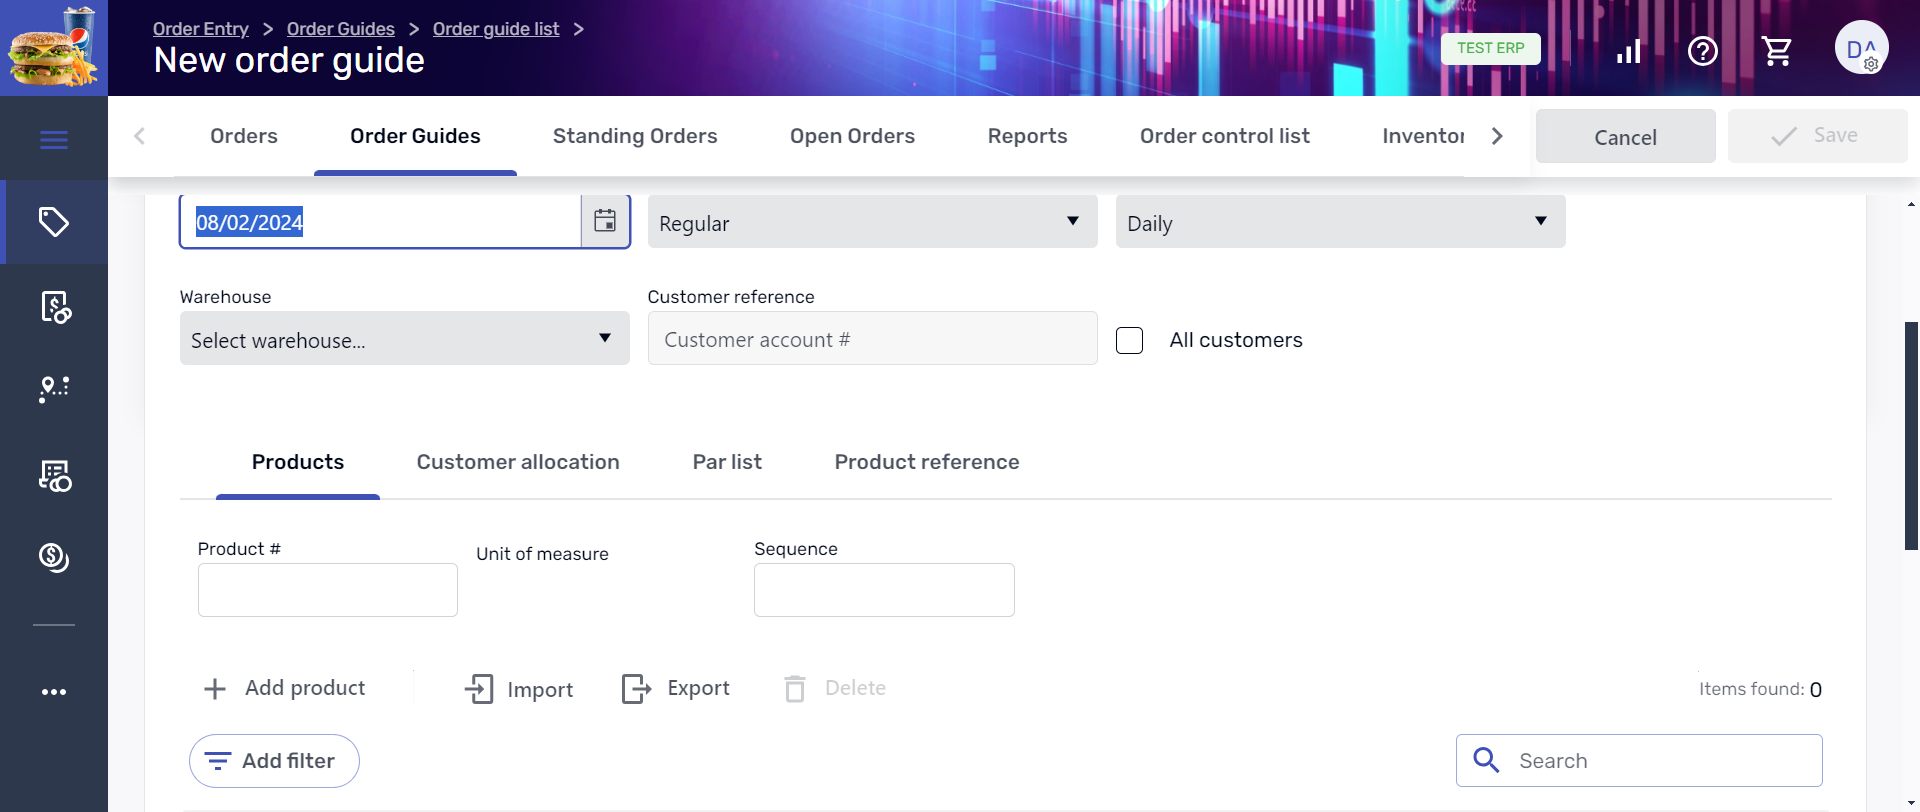 Order Entry > Order Guides > Order guide list >
New order guide
TEST ERP
D^
Orders
Order Guides
Standing Orders
Open Orders
Reports
Order control list
Inventor
Cancel
Save
08/02/2024
Regular
Daily
Warehouse
Customer reference
Select warehouse...
Customer account #
All customers
Products
Customer allocation
Par list
Product reference
Product #
Unit of measure
Sequence
Add product
Import
Export
Delete
Items found: 0
Add filter
Search